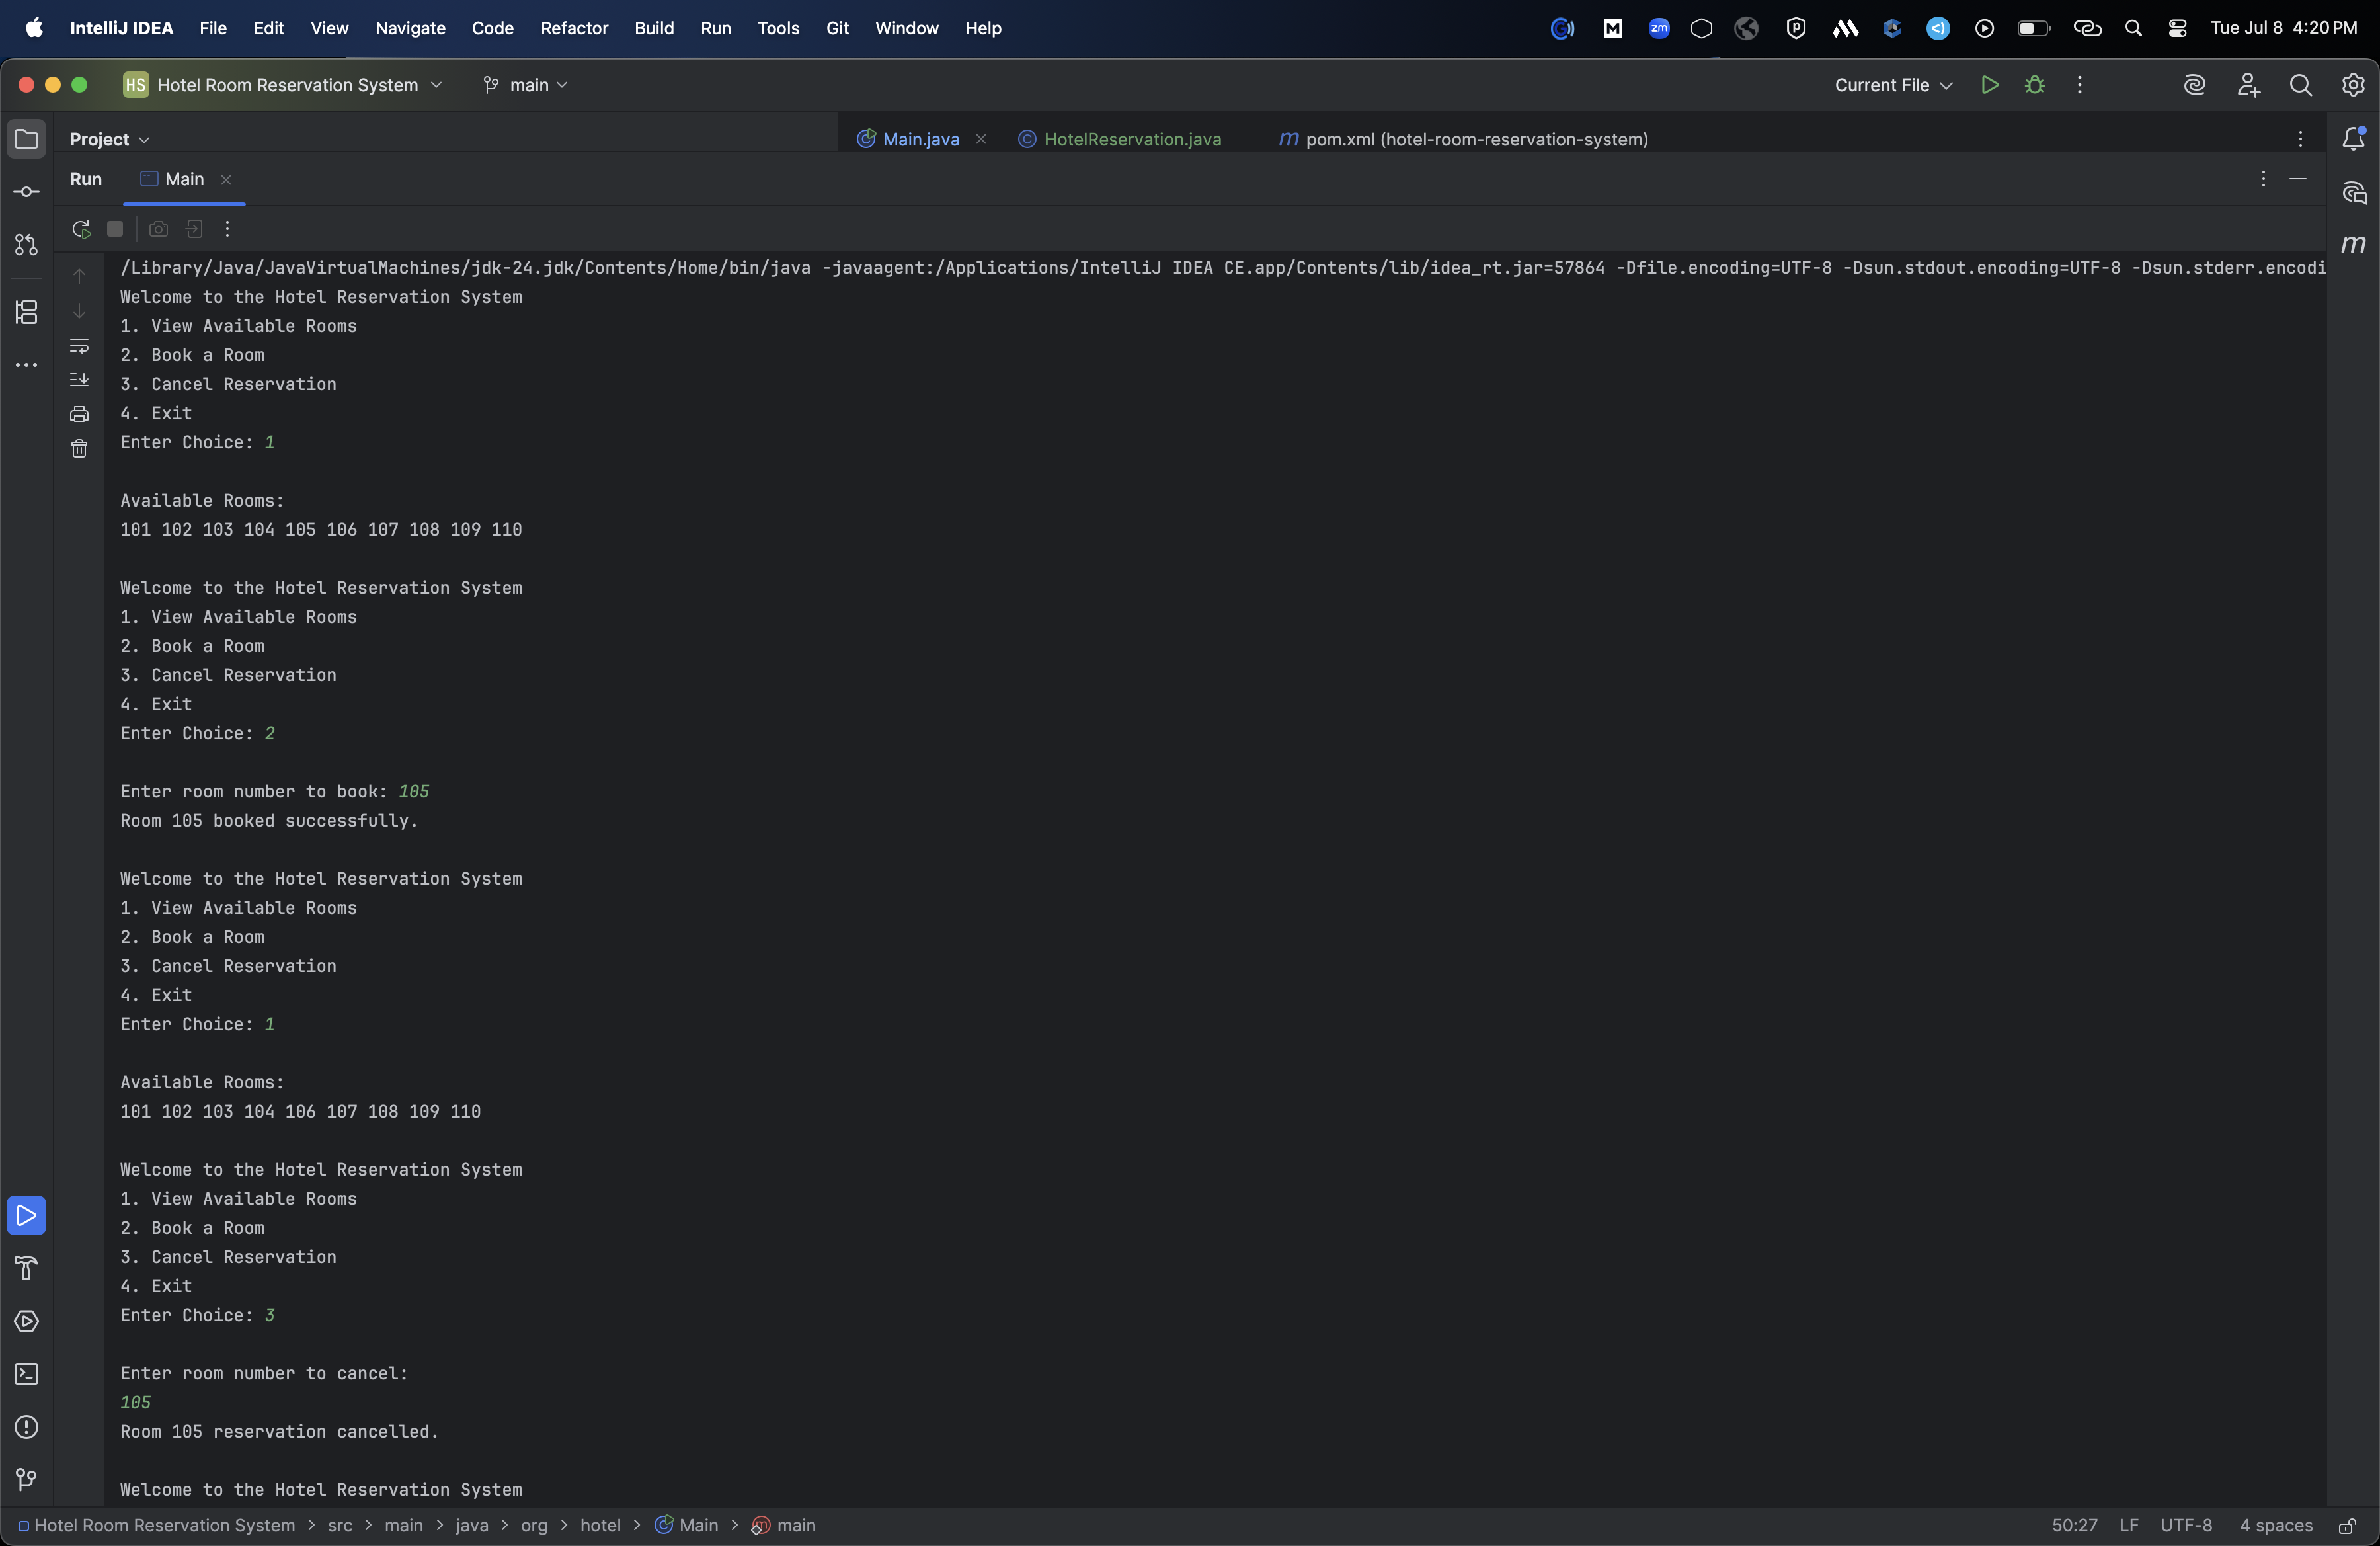 IntelliJ IDEA File Edit View Navigate Code Refactor Build Run Tools Git Window Help zm Tue Jul 8 4:20 PM
HS Hotel Room Reservation System main Current File
Project Main.java HotelReservation.java m pom.xml (hotel-room-reservation-system)
Run Main
/Library/Java/JavaVirtualMachines/jdk-24.jdk/Contents/Home/bin/java -javaagent:/Applications/IntelliJ IDEA CE.app/Contents/lib/idea_rt.jar=57864 -Dfile.encoding=UTF-8 -Dsun.stdout.encoding=UTF-8 -Dsun.stderr.encodi
Welcome to the Hotel Reservation System
1. View Available Rooms
2. Book a Room
3. Cancel Reservation
4. Exit
Enter Choice: 1
Available Rooms:
101 102 103 104 105 106 107 108 109 110
Welcome to the Hotel Reservation System
1. View Available Rooms
2. Book a Room
3. Cancel Reservation
4. Exit
Enter Choice: 2
Enter room number to book: 105
Room 105 booked successfully.
Welcome to the Hotel Reservation System
1. View Available Rooms
2. Book a Room
3. Cancel Reservation
4. Exit
Enter Choice: 1
Available Rooms:
101 102 103 104 106 107 108 109 110
Welcome to the Hotel Reservation System
1. View Available Rooms
2. Book a Room
3. Cancel Reservation
4. Exit
Enter Choice: 3
Enter room number to cancel:
105
Room 105 reservation cancelled.
Welcome to the Hotel Reservation System
Hotel Room Reservation System > src > main > java > org > hotel > Main > main 50:27 LF UTF-8 4 spaces